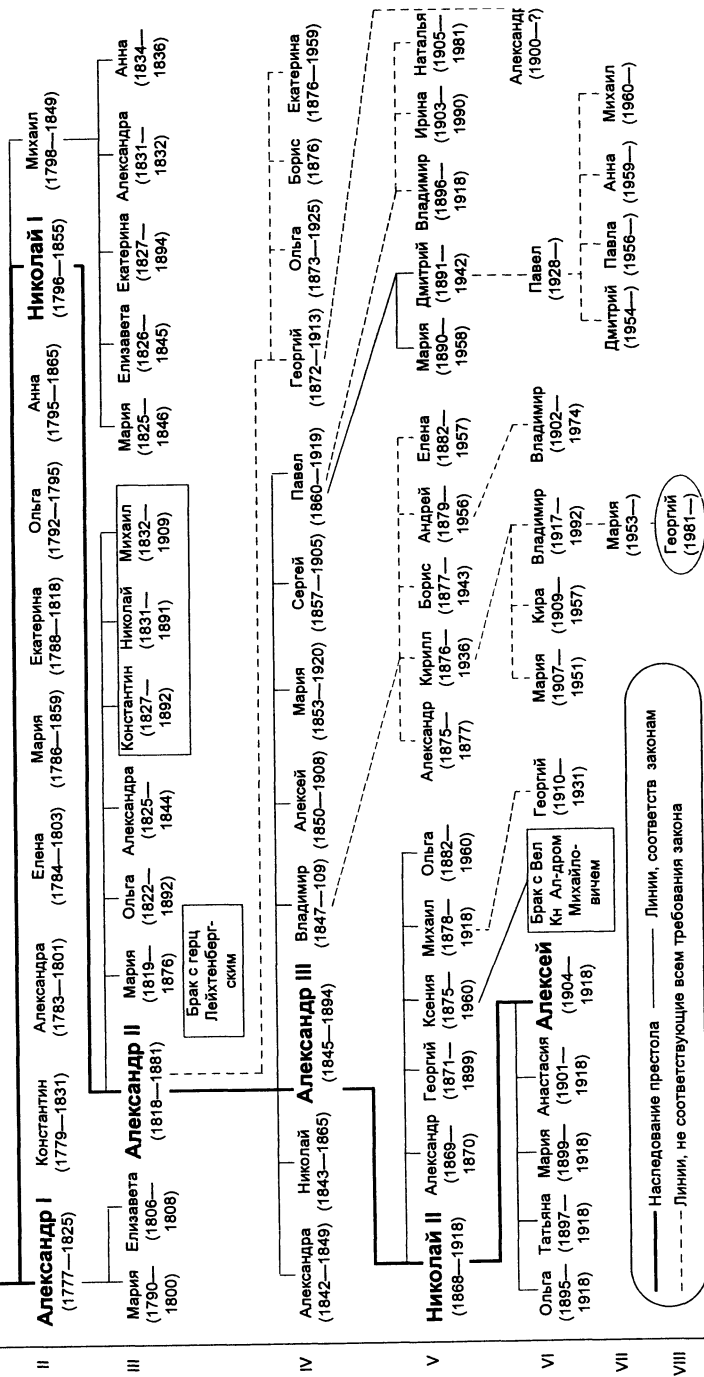 II
Александр I
(1777—1825)
Константин
(1779—1831)
Александра
(1783—1801)
Елена
(1784—1803)
Мария
(1786—1859)
Екатерина
(1788—1818)
Ольга
(1792—1795)
Анна
(1795—1865)
Николай I
(1796—1855)
Михаил
(1798—1849)
III
Мария
(1790—
1800)
Елизавета
(1806—
1808)
Александр II
(1818—1881)
Мария
(1819—
1876)
Брак с герц
Лейхтенберг-
ским
Ольга
(1822—
1892)
Александра
(1825—
1844)
Константин
(1827—
1892)
Николай
(1831—
1891)
Михаил
(1832—
1909)
Мария
(1825—
1846)
Елизавета
(1826—
1845)
Екатерина
(1827—
1894)
Александра
(1831—
1832)
Анна
(1834—
1836)
IV
Александра
(1842—1849)
Николай
(1843—1865)
Александр III
(1845—1894)
Владимир
(1847—109)
Алексей
(1850—1908)
Мария
(1853—1920)
Сергей
(1857—1905)
Павел
(1860—1919)
Георгий
(1872—1913)
Ольга
(1873—1925)
Борис
(1876)
Екатерина
(1876—1959)
V
Николай II
(1868—1918)
Александр
(1869—
1870)
Георгий
(1871—
1899)
Ксения
(1875—
1960)
Михаил
(1878—
1918)
Ольга
(1882—
1960)
Александр
(1875—
1877)
Кирилл
(1876—
1936)
Борис
(1877—
1943)
Андрей
(1879—
1956)
Елена
(1882—
1957)
Мария
(1890—
1958)
Дмитрий
(1891—
1942)
Владимир
(1896—
1918)
Ирина
(1903—
1990)
Наталья
(1905—
1981)
Александр
(1900—?)
VI
Ольга
(1895—
1918)
Татьяна
(1897—
1918)
Мария
(1899—
1918)
Анастасия
(1901—
1918)
Алексей
(1904—
1918)
Брак с Вел
Кн Ал-дром
Михайло-
вичем
Георгий
(1910—
1931)
Мария
(1907—
1951)
Кира
(1909—
1957)
Владимир
(1917—
1992)
Владимир
(1902—
1974)
Павел
(1928—)
VII
Мария
(1953—)
Дмитрий
(1954—)
Павла
(1956—)
Анна
(1959—)
Михаил
(1960—)
VIII
Георгий
(1981—)
Наследование престола
Линии, соответств законам
Линии, не соответствующие всем требования закона